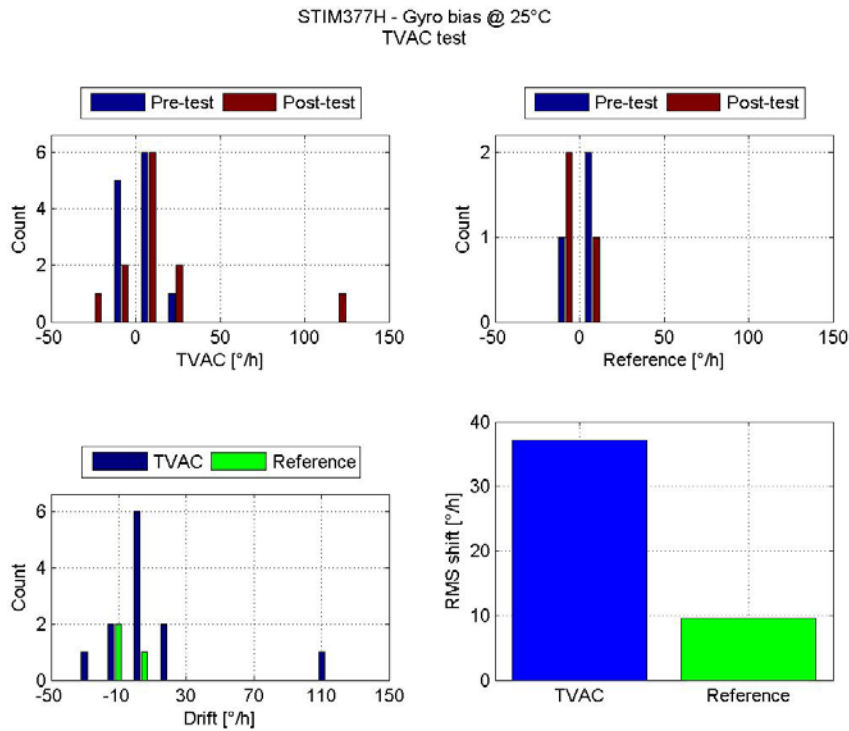 STIM377H - Gyro bias @ 25°C
TVAC test
Pre-test Post-test
6
4
2
0
Count
-50 0 50 100 150
TVAC [°/h]
Pre-test Post-test
2
1
0
Count
-50 0 50 100 150
Reference [°/h]
TVAC Reference
6
4
2
0
Count
-50 -10 30 70 110 150
Drift [°/h]
40
30
20
10
0
RMS shift [°/h]
TVAC Reference